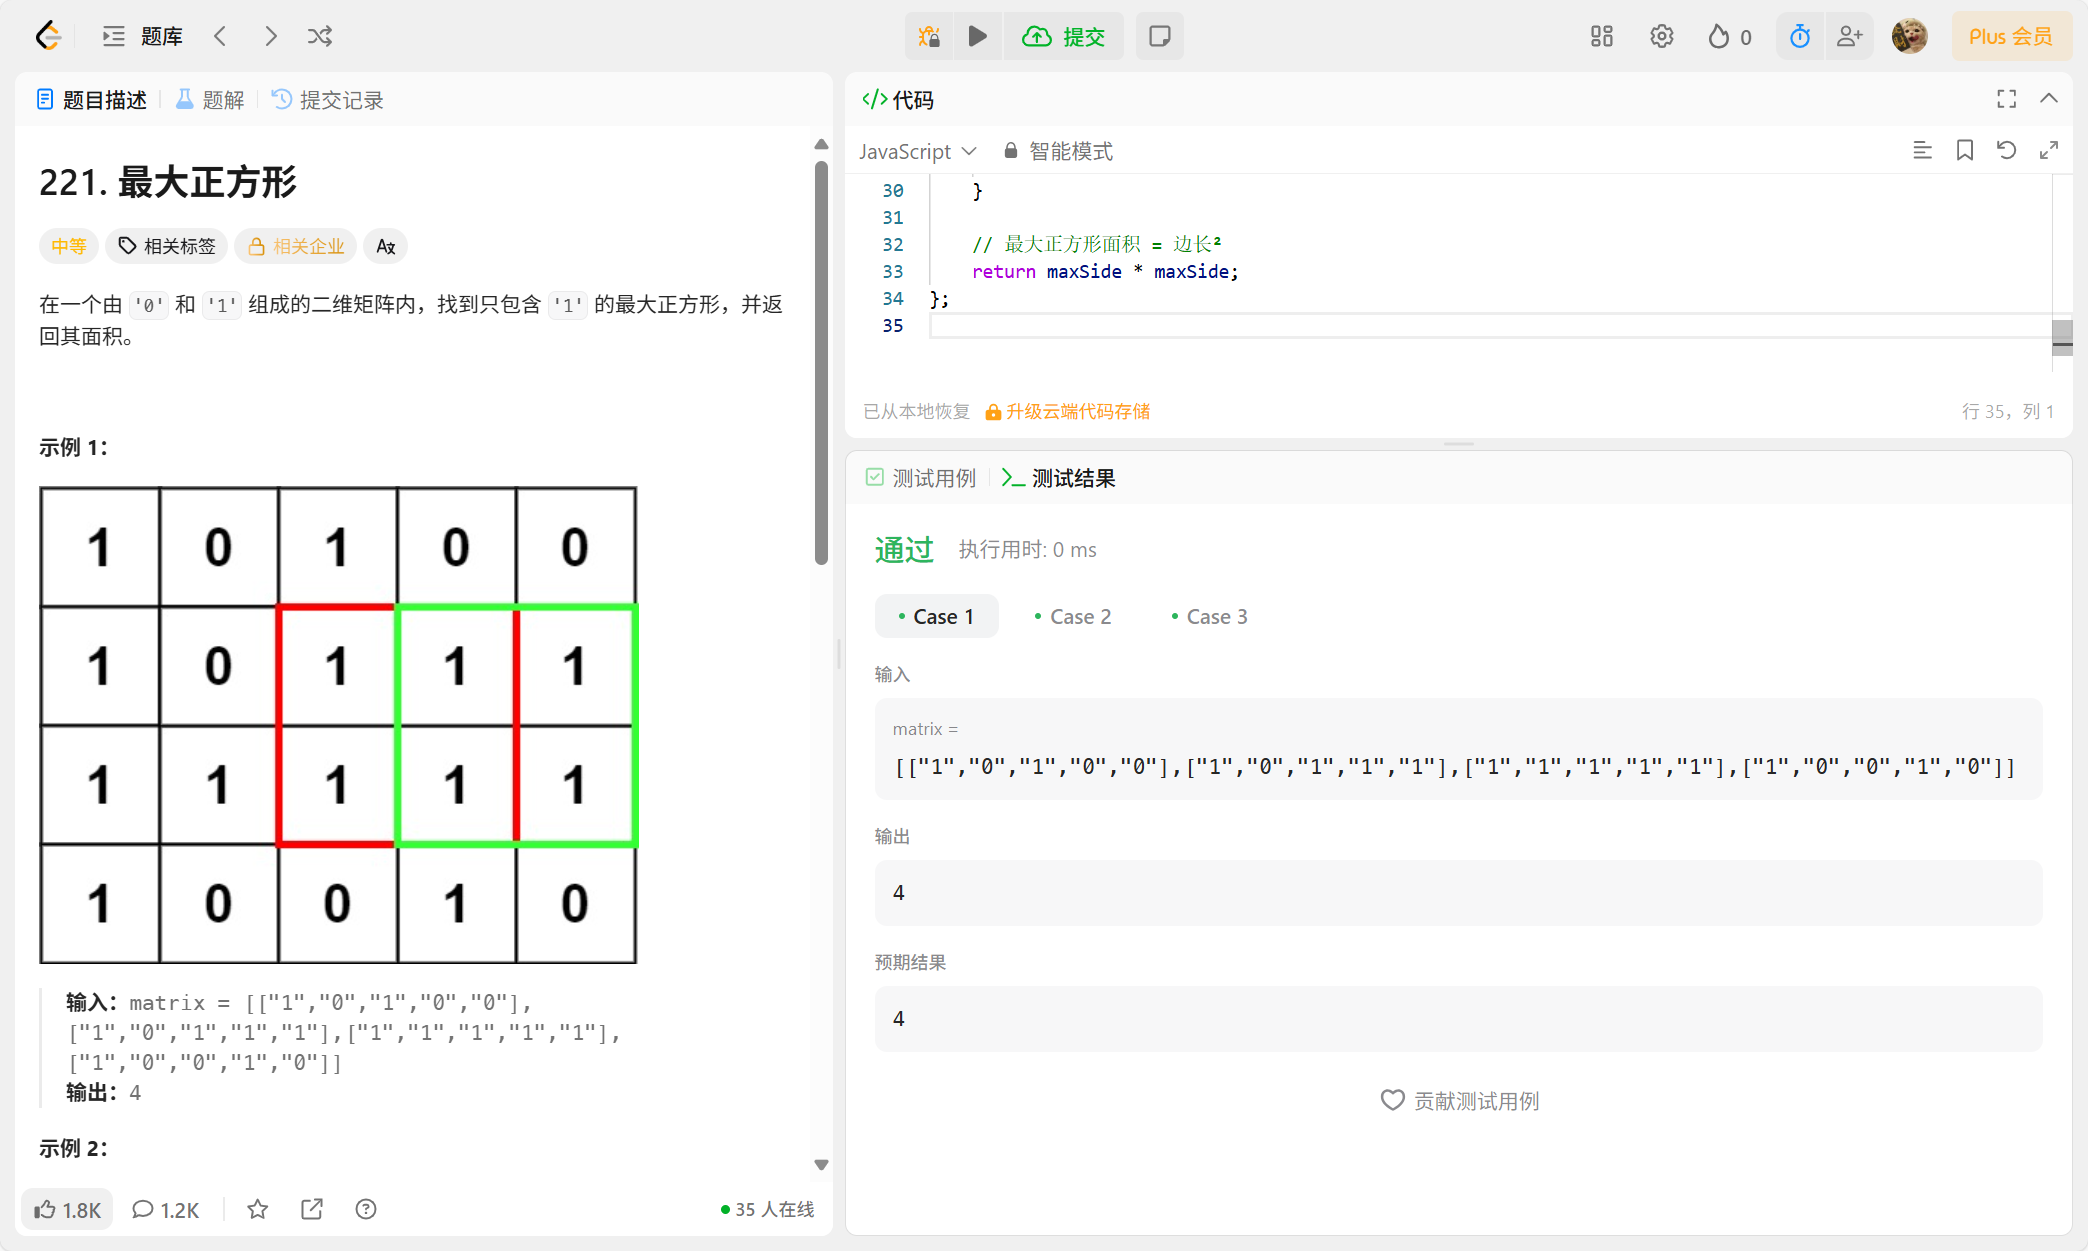 题库
提交
0
Plus 会员
题目描述
题解
提交记录
221. 最大正方形
中等
相关标签
相关企业
在一个由 '0' 和 '1' 组成的二维矩阵内，找到只包含 '1' 的最大正方形，并返
回其面积。
示例 1：
1 0 1 0 0
1 0 1 1 1
1 1 1 1 1
1 0 0 1 0
输入：matrix = [["1","0","1","0","0"],
["1","0","1","1","1"],["1","1","1","1","1"],
["1","0","0","1","0"]]
输出：4
示例 2：
1.8K
1.2K
35 人在线
</> 代码
JavaScript
智能模式
30 }
31
32 // 最大正方形面积 = 边长²
33 return maxSide * maxSide;
34 };
35
已从本地恢复
升级云端代码存储
行 35，列 1
测试用例
测试结果
通过
执行用时: 0 ms
Case 1
Case 2
Case 3
输入
matrix =
[["1","0","1","0","0"],["1","0","1","1","1"],["1","1","1","1","1"],["1","0","0","1","0"]]
输出
4
预期结果
4
贡献测试用例